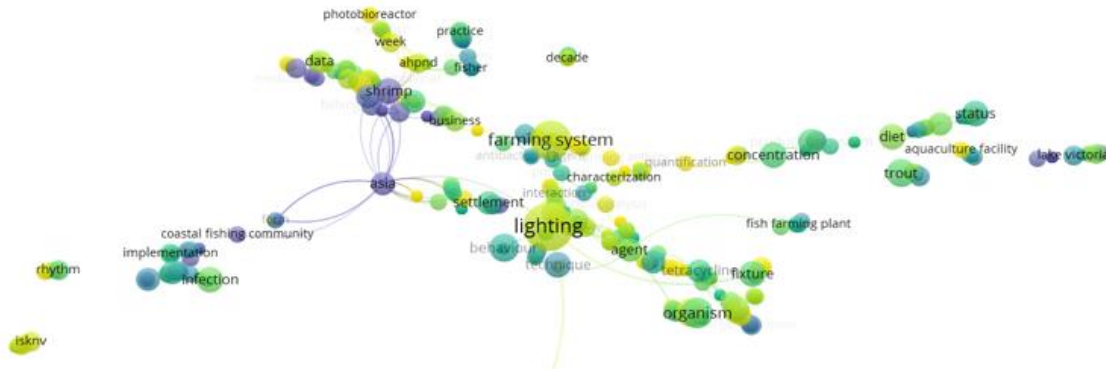 photobioreactor
practice
week
decade
data
ahpnd
fisher
shrimp
status
business
farming system
diet
concentration
aquaculture facility
lake victoria
quantification
characterization
asia
interaction
settlement
lighting
fish farming plant
coastal fishing community
behaviour
agent
implementation
technique
tetracycline
fixture
rhythm
infection
organism
isknv